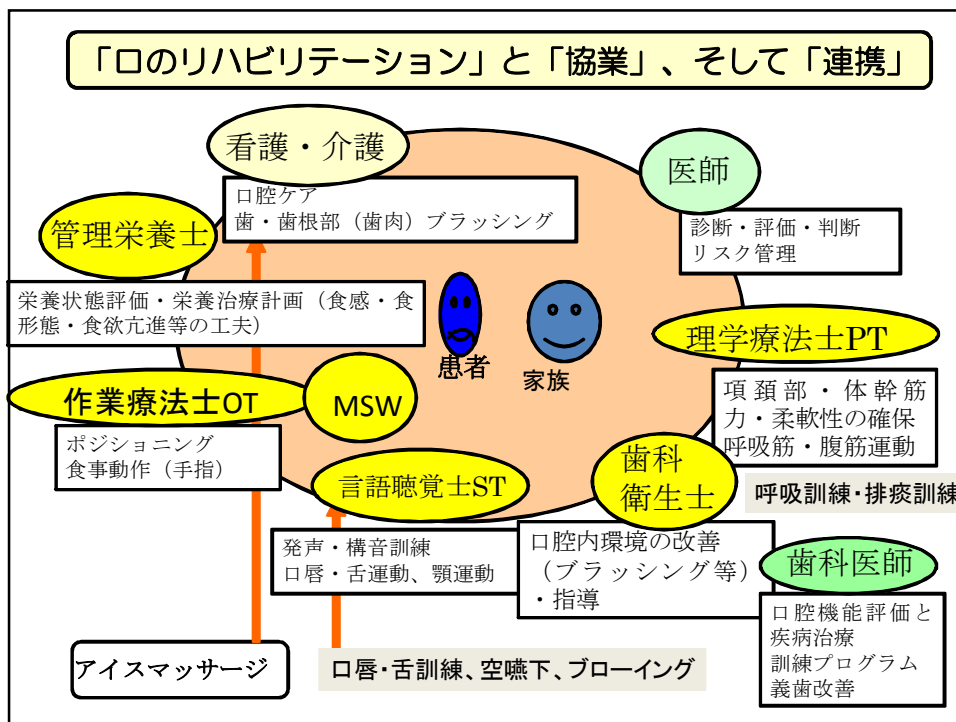 「口のリハビリテーション」と「協業」、そして「連携」
看護・介護
口腔ケア
歯・歯根部（歯肉）ブラッシング
医師
診断・評価・判断
リスク管理
管理栄養士
栄養状態評価・栄養治療計画（食感・食
形態・食欲亢進等の工夫）
患者
家族
理学療法士PT
項頚部・体幹筋
力・柔軟性の確保
呼吸筋・腹筋運動
呼吸訓練・排痰訓練
作業療法士OT
MSW
ポジショニング
食事動作（手指）
言語聴覚士ST
発声・構音訓練
口唇・舌運動、顎運動
歯科
衛生士
口腔内環境の改善
（ブラッシング等）
・指導
歯科医師
口腔機能評価と
疾病治療
訓練プログラム
義歯改善
アイスマッサージ
口唇・舌訓練、空嚥下、ブローイング